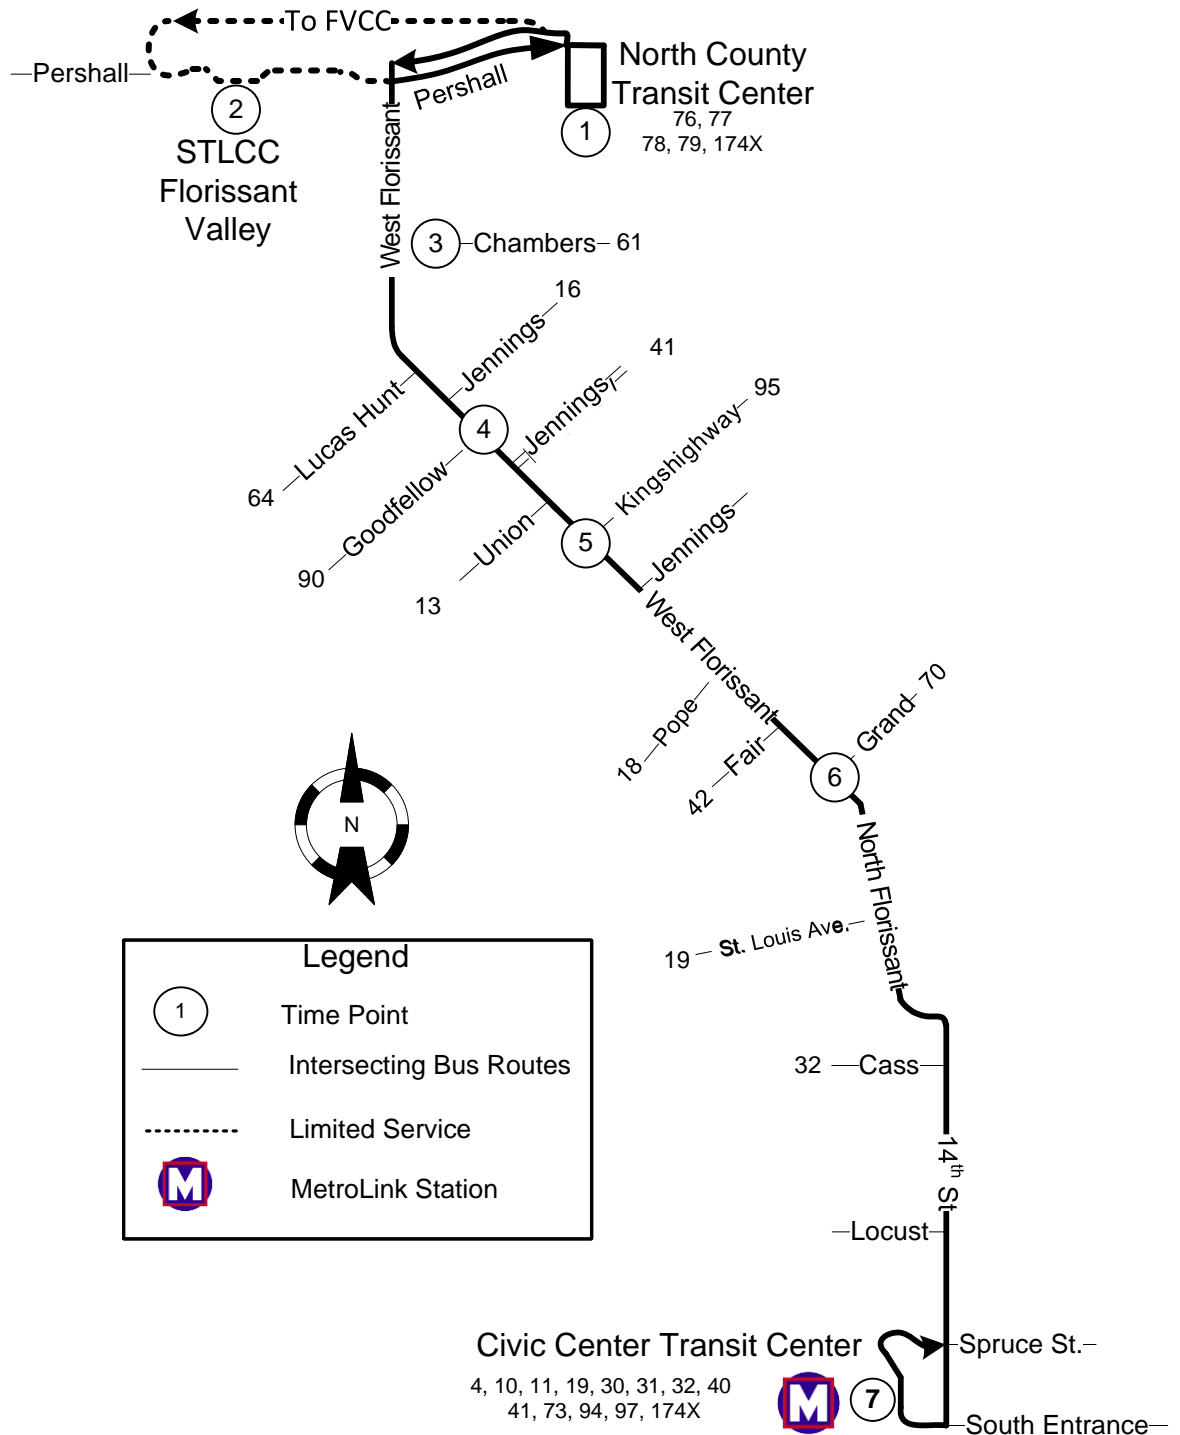 To FVCC
Pershall
Pershall
North County
Transit Center
76, 77
78, 79, 174X
1
2
STLCC
Florissant
Valley
West Florissant
3
Chambers
61
16
Jennings
41
Jennings
Lucas Hunt
64
4
95
Kingshighway
Goodfellow
90
Union
13
5
Jennings
West Florissant
Pope
18
Fair
42
70
Grand
6
N
North Florissant
19
St. Louis Ave.
Legend
1
Time Point
Intersecting Bus Routes
Limited Service
M
MetroLink Station
32
Cass
14th St
Locust
Civic Center Transit Center
4, 10, 11, 19, 30, 31, 32, 40
41, 73, 94, 97, 174X
M
7
Spruce St.
South Entrance